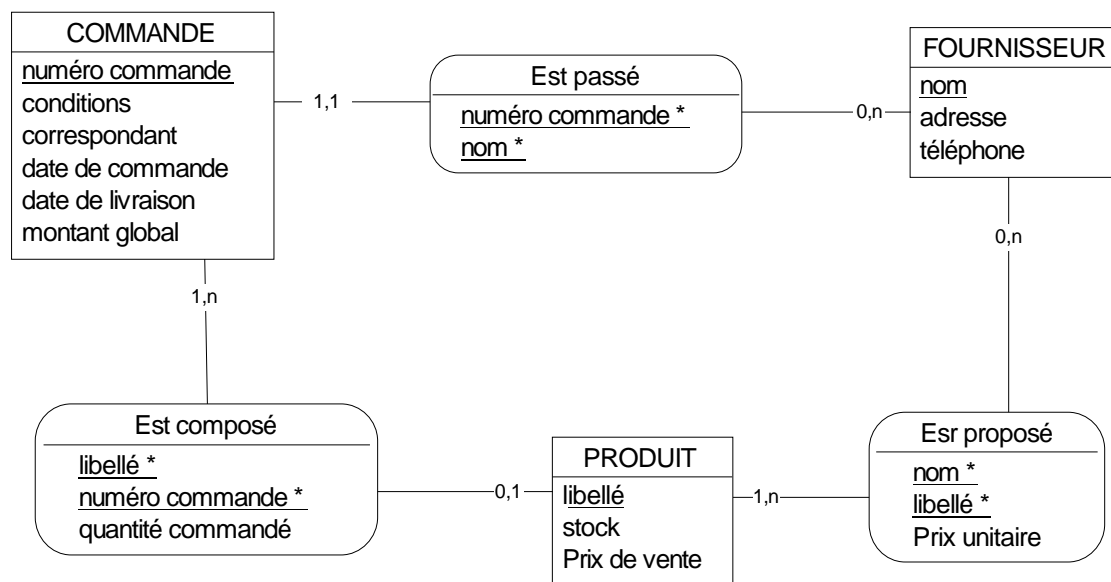 COMMANDE
numéro commande
conditions
correspondant
date de commande
date de livraison
montant global
1,1
Est passé
numéro commande *
nom *
0,n
FOURNISSEUR
nom
adresse
téléphone
1,n
0,n
Est composé
libellé *
numéro commande *
quantité commandé
0,1
PRODUIT
libellé
stock
Prix de vente
1,n
Esr proposé
nom *
libellé *
Prix unitaire